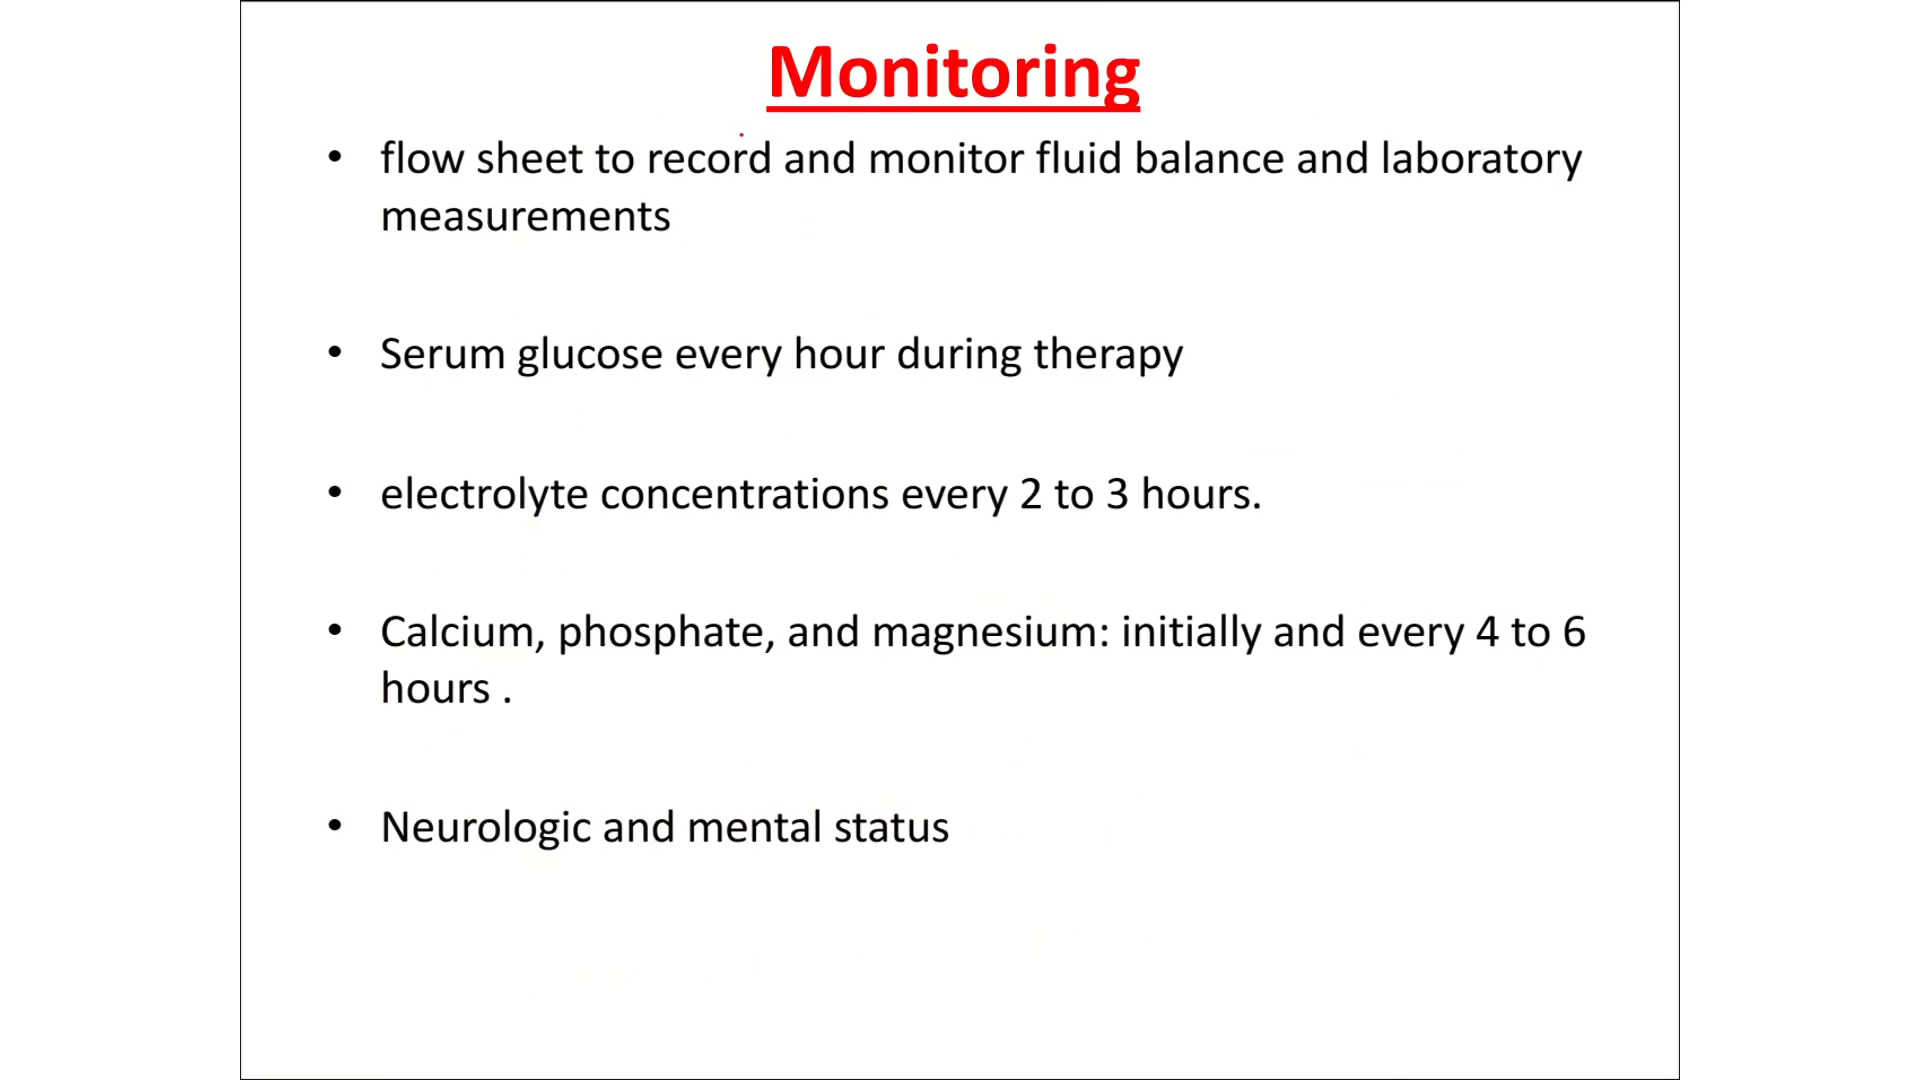 Monitoring
• flow sheet to record and monitor fluid balance and laboratory
measurements
• Serum glucose every hour during therapy
• electrolyte concentrations every 2 to 3 hours.
• Calcium, phosphate, and magnesium: initially and every 4 to 6
hours .
• Neurologic and mental status